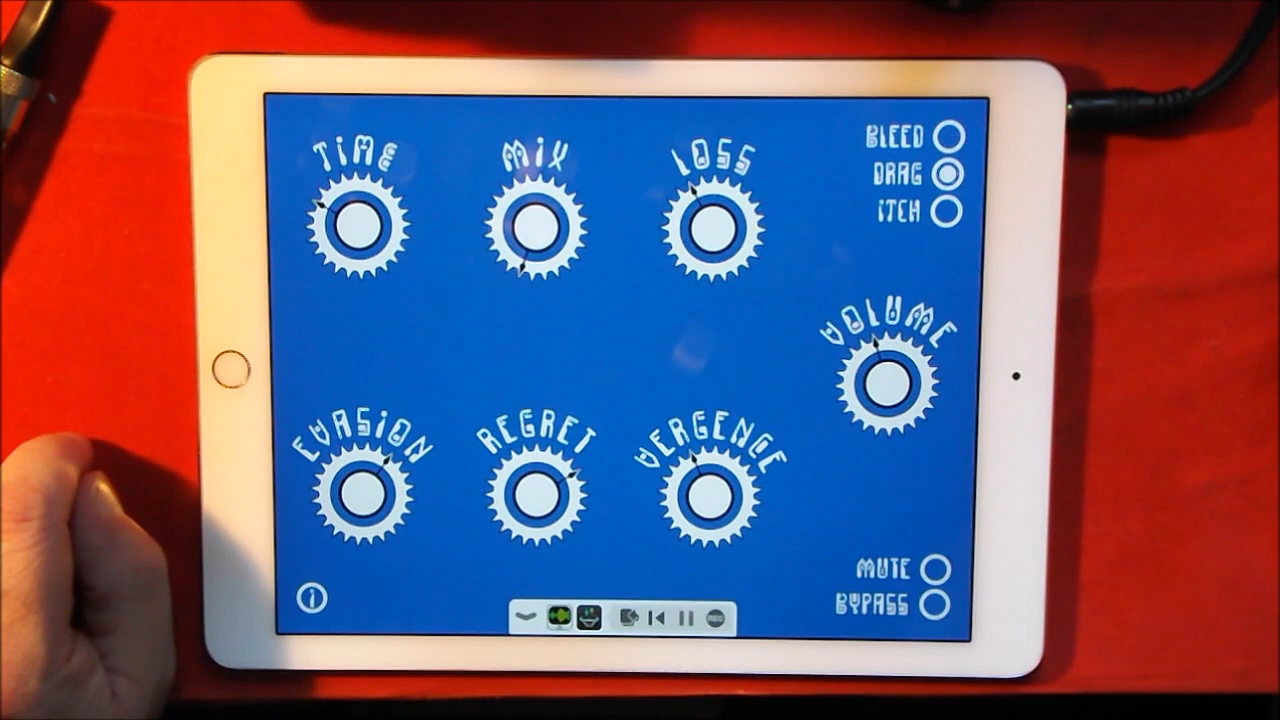 TiME
MiX
LOSS
BLEED
DRAG
iTCH
VOLUME
EVASiON
REGRET
VERGENCE
MUTE
BYPASS
i